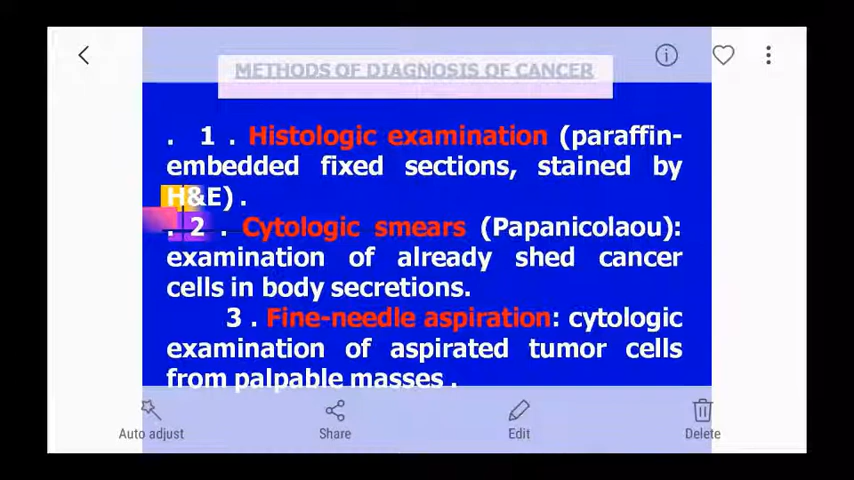 METHODS OF DIAGNOSIS OF CANCER
. 1 . Histologic examination (paraffin-
embedded fixed sections, stained by
H&E) .
. 2 . Cytologic smears (Papanicolaou):
examination of already shed cancer
cells in body secretions.
3 . Fine-needle aspiration: cytologic
examination of aspirated tumor cells
from palpable masses .
Auto adjust Share Edit Delete